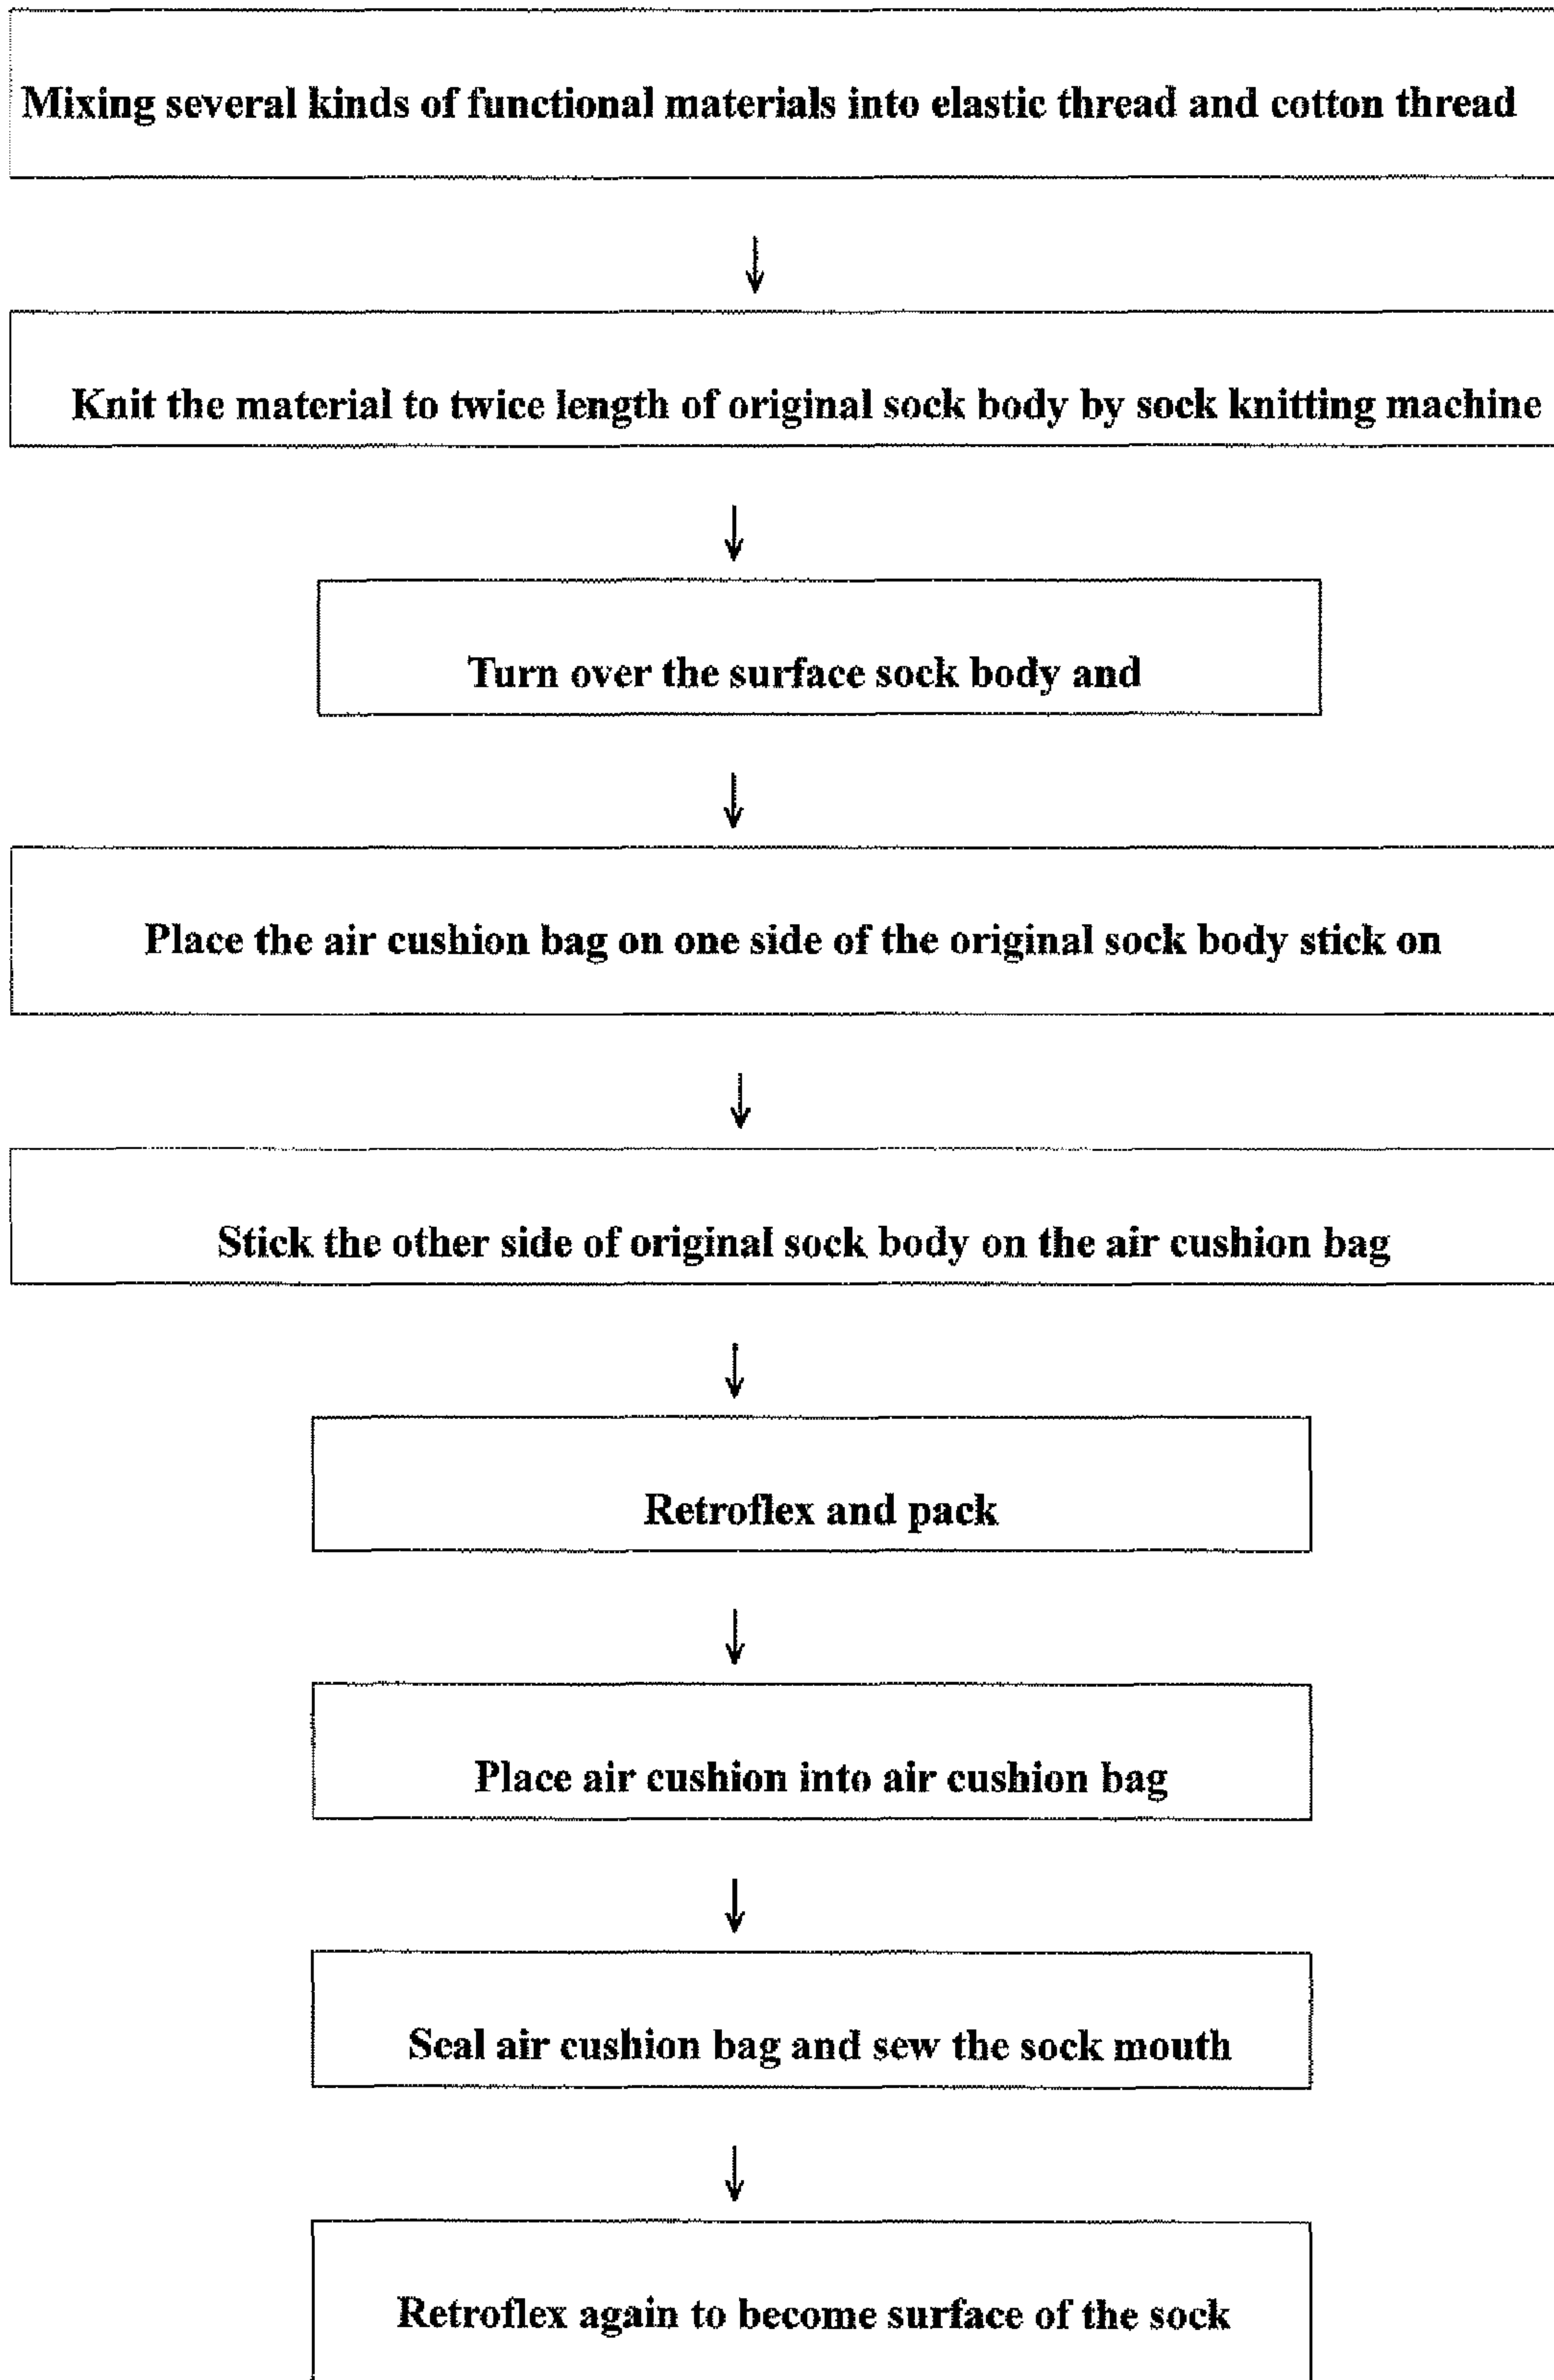 Mixing several kinds of functional materials into elastic thread and cotton thread
Knit the material to twice length of original sock body by sock knitting machine
Turn over the surface sock body and
Place the air cushion bag on one side of the original sock body stick on
Stick the other side of original sock body on the air cushion bag
Retroflex and pack
Place air cushion into air cushion bag
Seal air cushion bag and sew the sock mouth
Retroflex again to become surface of the sock